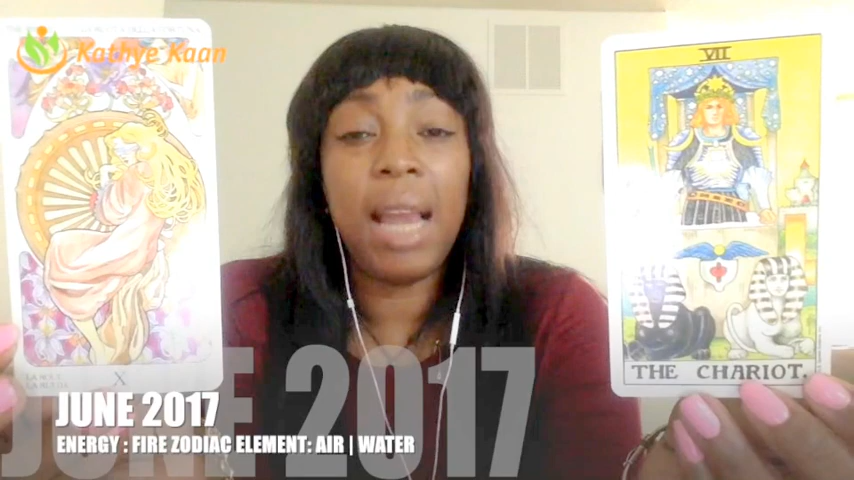 Kathye Kaan
VII
THE CHARIOT.
X
JUNE 2017
JUNE 2017
ENERGY : FIRE ZODIAC ELEMENT: AIR | WATER